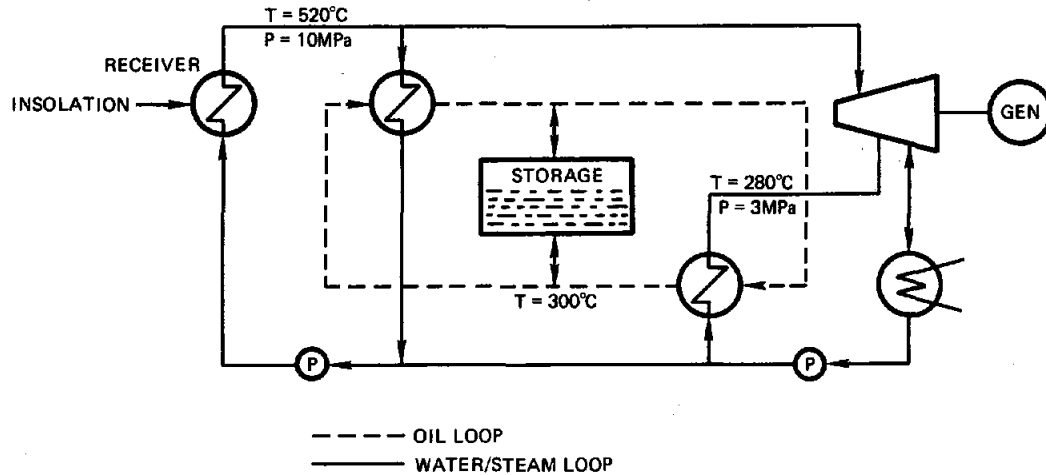 T = 520°C
P = 10MPa
RECEIVER
INSOLATION
GEN
STORAGE
T = 280°C
P = 3MPa
T = 300°C
P
P
OIL LOOP
WATER/STEAM LOOP